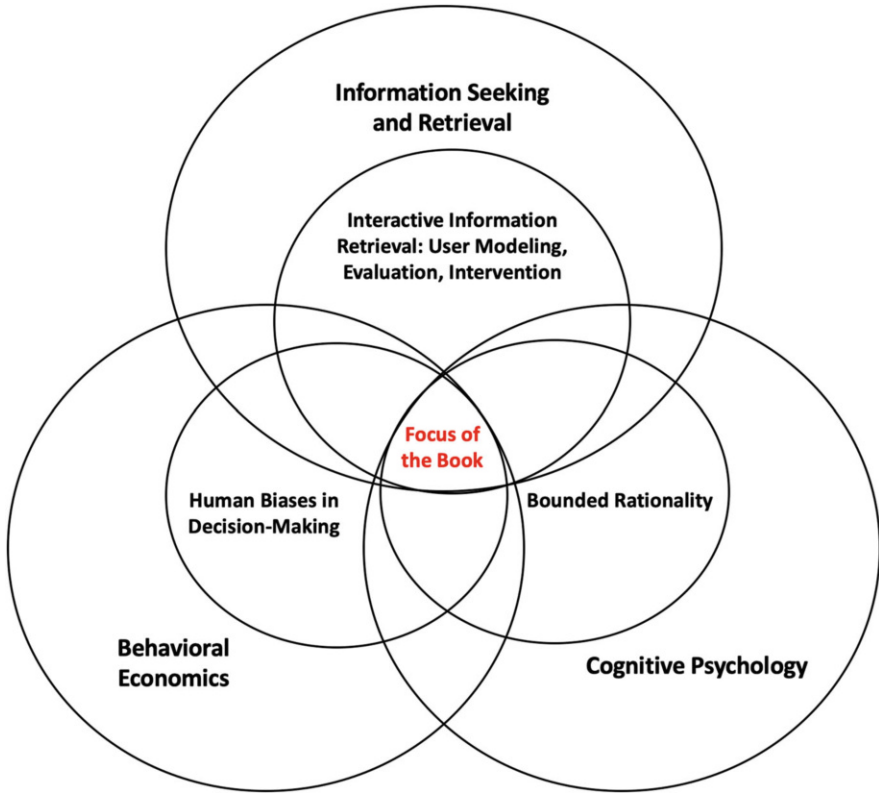 Information Seeking
and Retrieval
Interactive Information
Retrieval: User Modeling,
Evaluation, Intervention
Focus of
the Book
Human Biases in
Decision-Making
Bounded Rationality
Behavioral
Economics
Cognitive Psychology